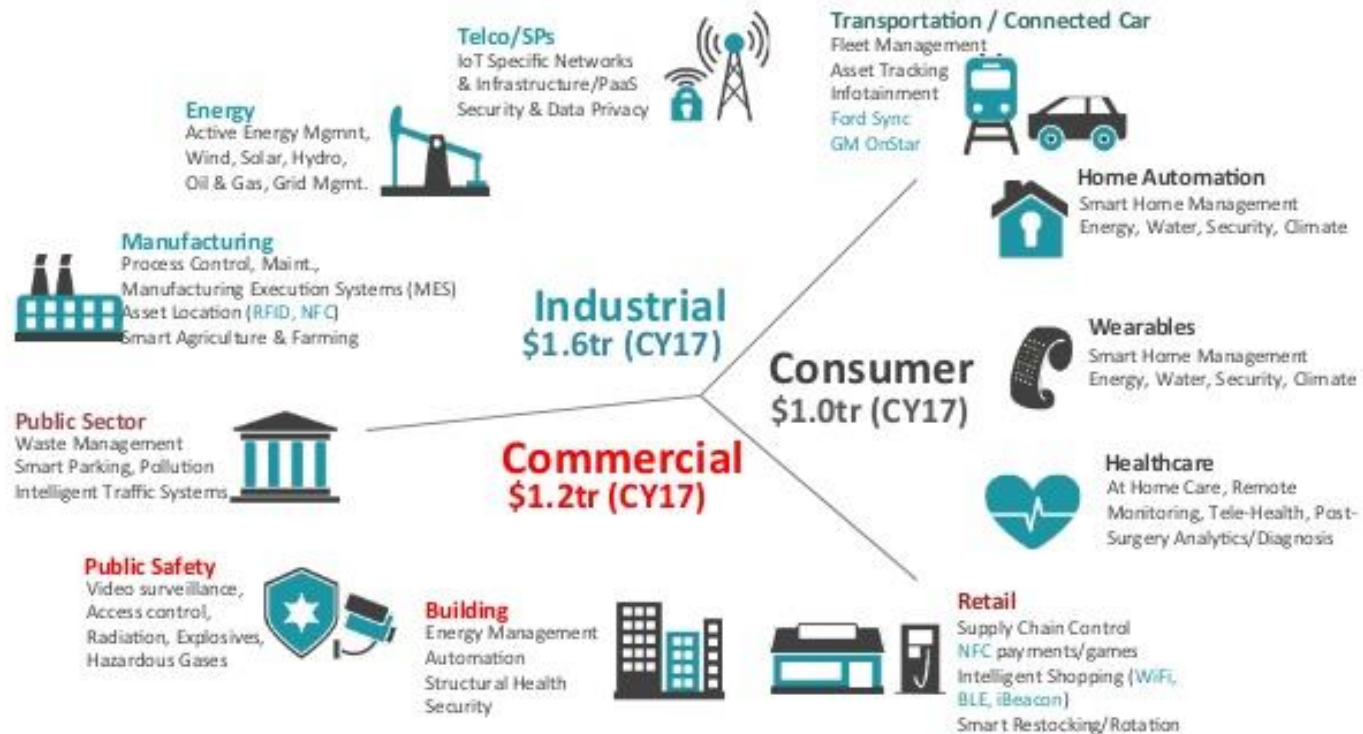 Telco/SPs
IoT Specific Networks
& Infrastructure/PaaS
Security & Data Privacy
Transportation / Connected Car
Fleet Management
Asset Tracking
Infotainment
Ford Sync
GM OnStar
Energy
Active Energy Mgmnt,
Wind, Solar, Hydro,
Oil & Gas, Grid Mgmt.
Home Automation
Smart Home Management
Energy, Water, Security, Climate
Manufacturing
Process Control, Maint.,
Manufacturing Execution Systems (MES)
Asset Location (RFID, NFC)
Smart Agriculture & Farming
Industrial
$1.6tr (CY17)
Wearables
Smart Home Management
Energy, Water, Security, Climate
Consumer
$1.0tr (CY17)
Public Sector
Waste Management
Smart Parking, Pollution
Intelligent Traffic Systems
Commercial
$1.2tr (CY17)
Healthcare
At Home Care, Remote
Monitoring, Tele-Health, Post-
Surgery Analytics/Diagnosis
Public Safety
Video surveillance,
Access control,
Radiation, Explosives,
Hazardous Gases
Building
Energy Management
Automation
Structural Health
Security
Retail
Supply Chain Control
NFC payments/games
Intelligent Shopping (WiFi,
BLE, iBeacon)
Smart Restocking/Rotation